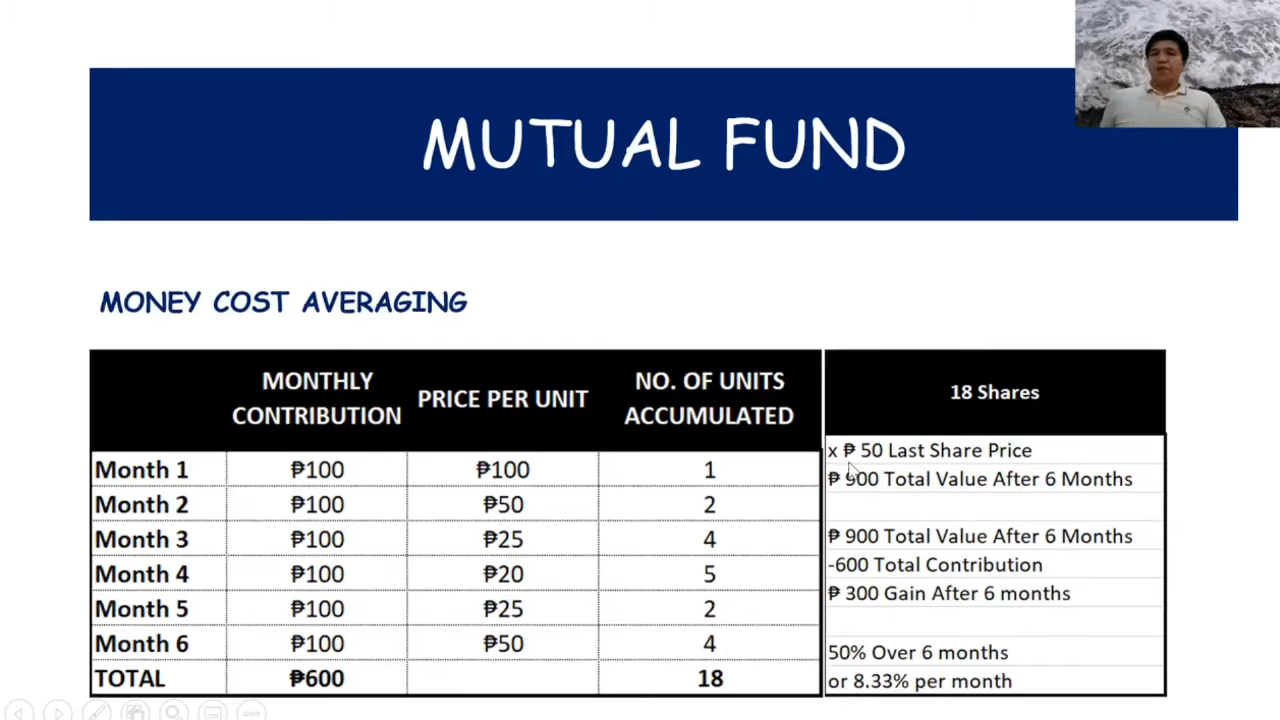 MUTUAL FUND
MONEY COST AVERAGING
MONTHLY CONTRIBUTION PRICE PER UNIT NO. OF UNITS ACCUMULATED
Month 1 ₱100 ₱100 1
Month 2 ₱100 ₱50 2
Month 3 ₱100 ₱25 4
Month 4 ₱100 ₱20 5
Month 5 ₱100 ₱25 2
Month 6 ₱100 ₱50 4
TOTAL ₱600 18
18 Shares
x ₱ 50 Last Share Price
₱ 900 Total Value After 6 Months
₱ 900 Total Value After 6 Months
-600 Total Contribution
₱ 300 Gain After 6 months
50% Over 6 months
or 8.33% per month